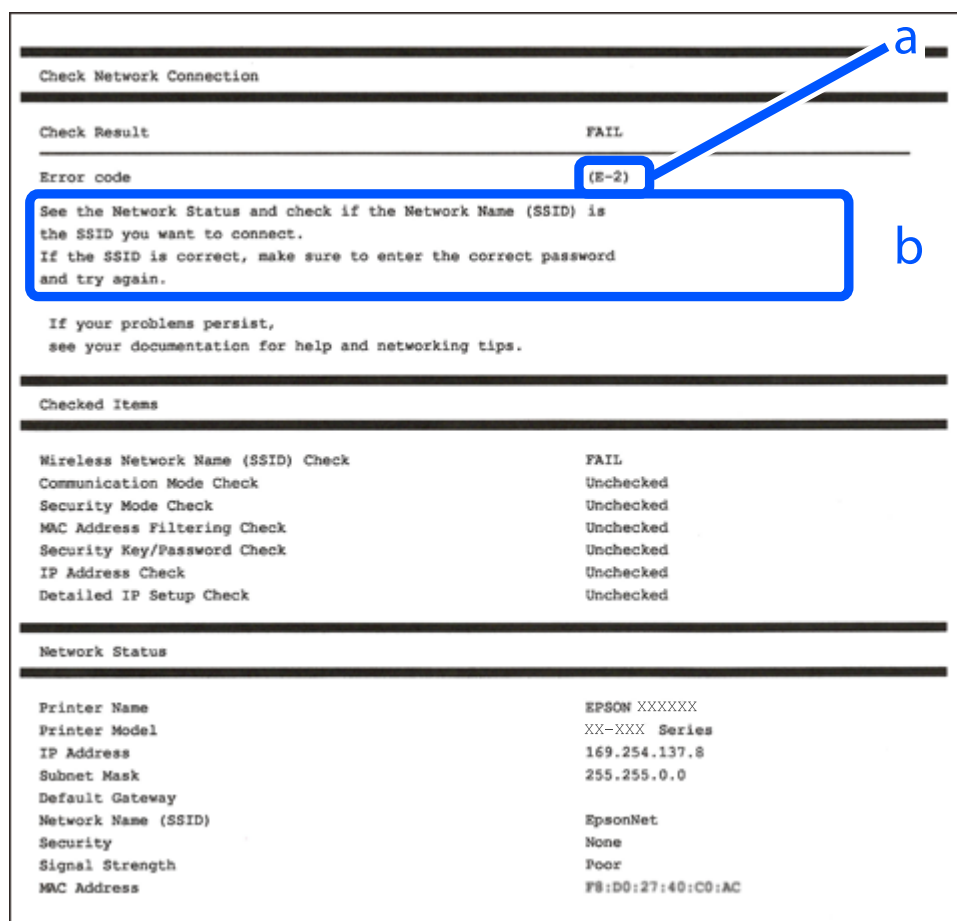 a
Check Network Connection
Check Result FAIL
Error code (E-2)
See the Network Status and check if the Network Name (SSID) is
the SSID you want to connect.
If the SSID is correct, make sure to enter the correct password
and try again.
b
If your problems persist,
see your documentation for help and networking tips.
Checked Items
Wireless Network Name (SSID) Check FAIL
Communication Mode Check Unchecked
Security Mode Check Unchecked
MAC Address Filtering Check Unchecked
Security Key/Password Check Unchecked
IP Address Check Unchecked
Detailed IP Setup Check Unchecked
Network Status
Printer Name EPSON XXXXXX
Printer Model XX-XXX Series
IP Address 169.254.137.8
Subnet Mask 255.255.0.0
Default Gateway
Network Name (SSID) EpsonNet
Security None
Signal Strength Poor
MAC Address F8:D0:27:40:C0:AC